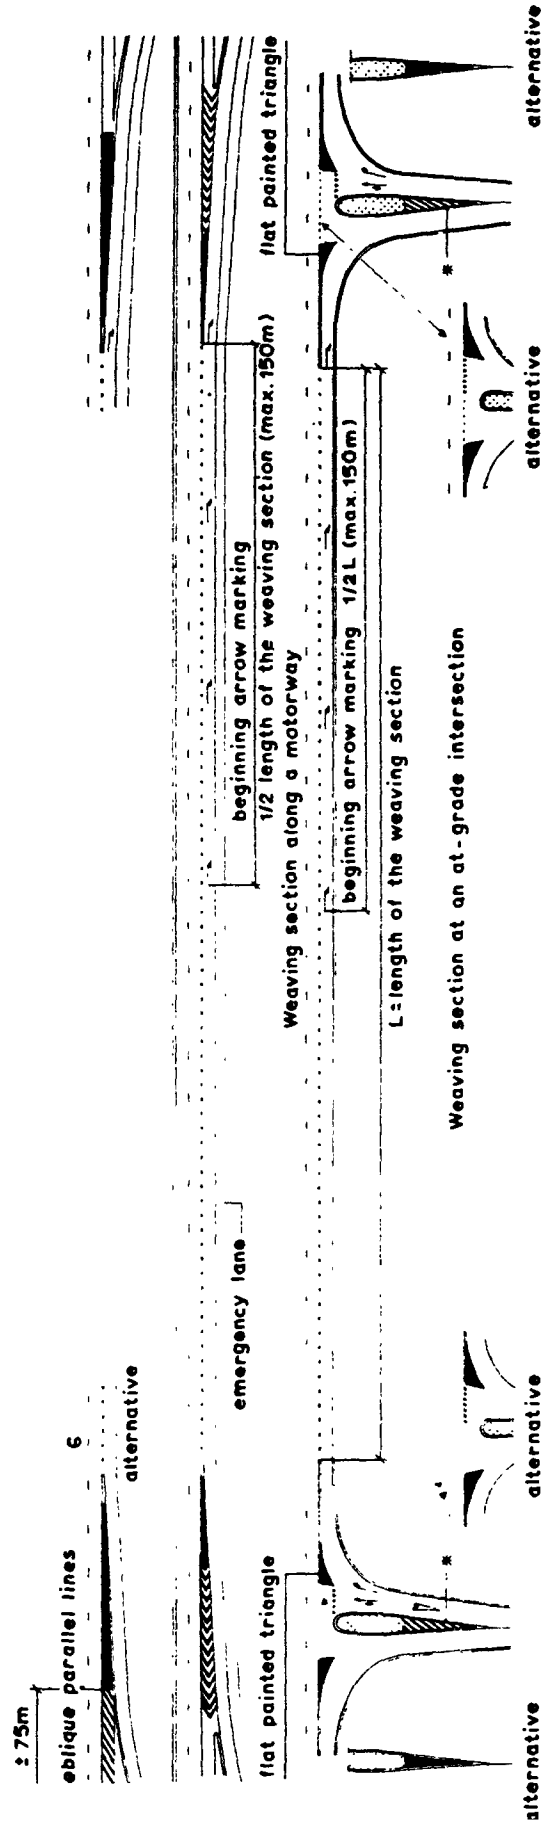 ± 75m
eblique parallel lines
6
alternative
emergency lane
beginning arrow marking
1/2 length of the weaving section (max. 150m)
Weaving section along a motorway
flat painted triangle
flat painted triangle
beginning arrow marking 1/2 L (max. 150m)
L = length of the weaving section
Weaving section at an at-grade intersection
*
*
alternative
alternative
alternative
alternative